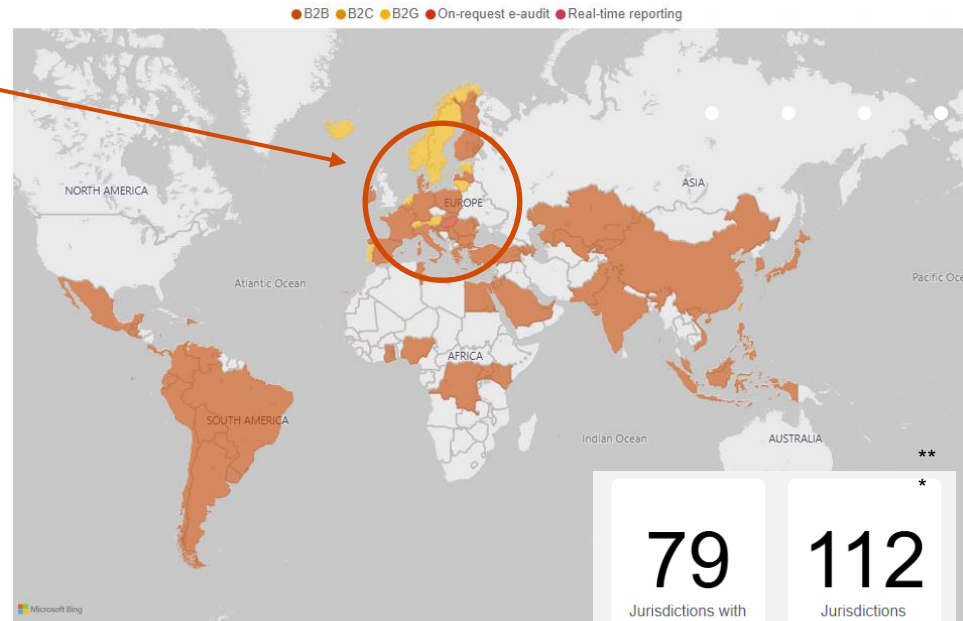 B2B B2C B2G On-request e-audit Real-time reporting
NORTH AMERICA
EUROPE
ASIA
Atlantic Ocean
Pacific Oce
AFRICA
SOUTH AMERICA
Indian Ocean
AUSTRALIA
**
*
79
Jurisdictions with
112
Jurisdictions
Microsoft Bing